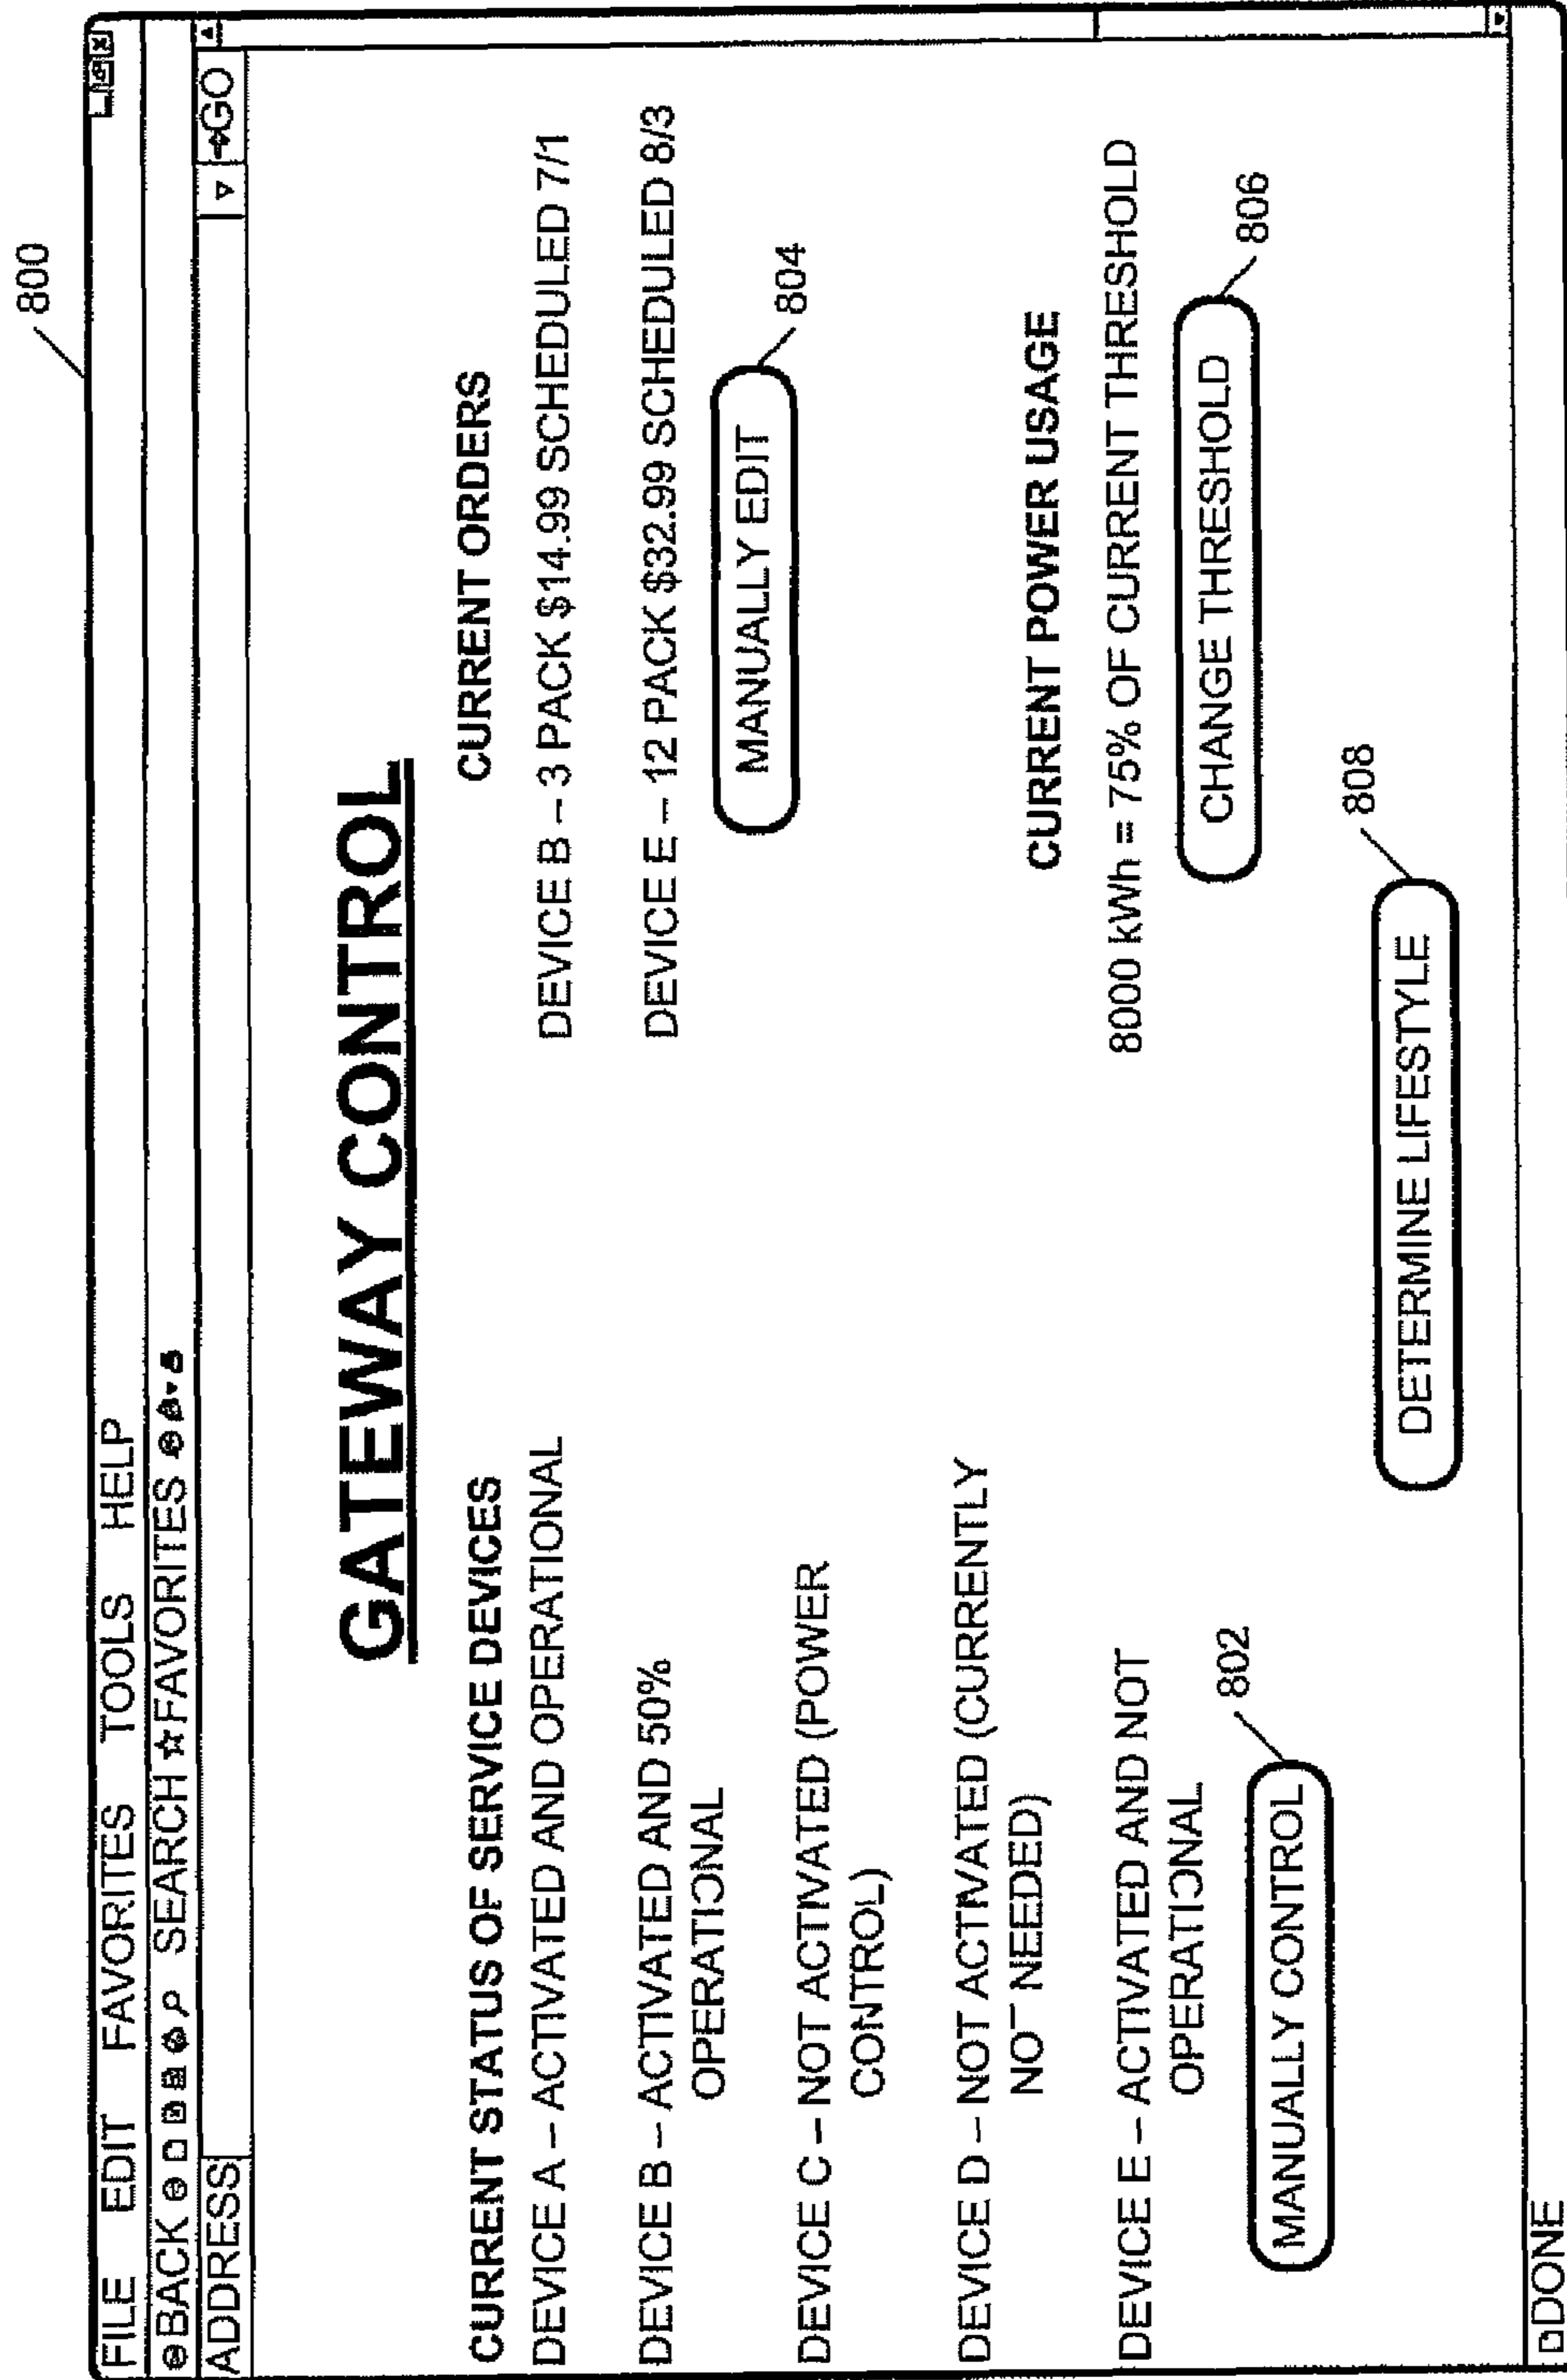 800
FILE EDIT FAVORITES TOOLS HELP
BACK SEARCH FAVORITES
ADDRESS GO
GATEWAY CONTROL
CURRENT STATUS OF SERVICE DEVICES
DEVICE A – ACTIVATED AND OPERATIONAL
DEVICE B – ACTIVATED AND 50%
OPERATIONAL
DEVICE C – NOT ACTIVATED (POWER
CONTROL)
DEVICE D – NOT ACTIVATED (CURRENTLY
NOT NEEDED)
DEVICE E – ACTIVATED AND NOT
OPERATIONAL
MANUALLY CONTROL
802
CURRENT ORDERS
DEVICE B – 3 PACK $14.99 SCHEDULED 7/1
DEVICE E – 12 PACK $32.99 SCHEDULED 8/3
MANUALLY EDIT
804
CURRENT POWER USAGE
8000 kWh = 75% OF CURRENT THRESHOLD
CHANGE THRESHOLD
806
DETERMINE LIFESTYLE
808
DONE